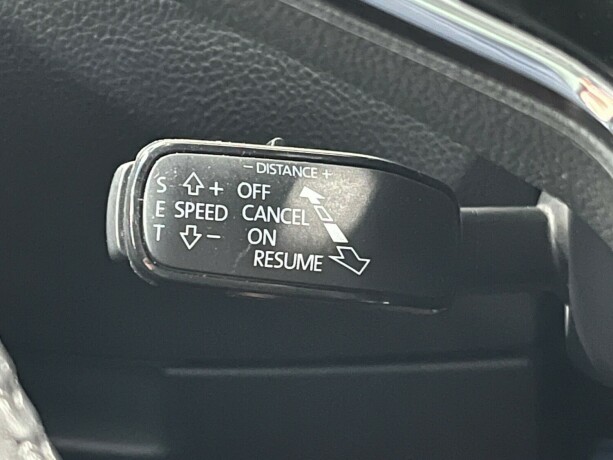 - DISTANCE +
S + OFF
E SPEED CANCEL
T - ON
RESUME